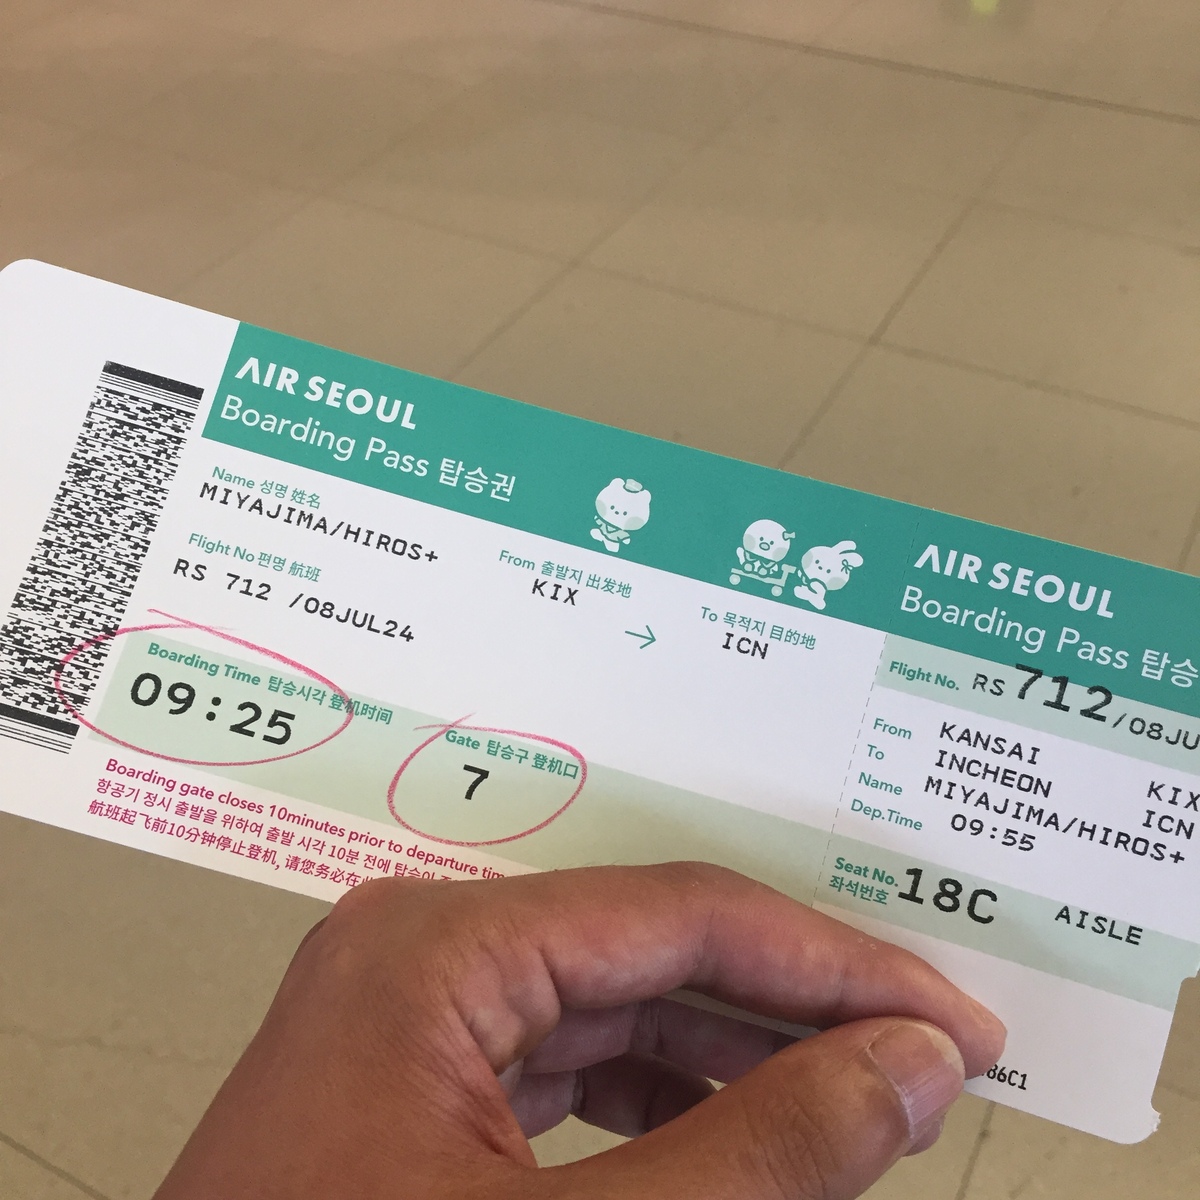 AIR SEOUL
Boarding Pass 탑승권
Name 성명 姓名
MIYAJIMA/HIROS+
Flight No 편명 航班
RS 712 /08JUL24
From 출발지 出发地
KIX
→
To 목적지 目的地
ICN
Boarding Time 탑승시각 登机时间
09:25
Gate 탑승구 登机口
7
Boarding gate closes 10minutes prior to departure tim
항공기 정시 출발을 위하여 출발 시각 10분 전에 탑승이
航班起飞前10分钟停止登机, 请您务必在
AIR SEOUL
Boarding Pass 탑승
Flight No. RS 712/08JU
From KANSAI KIX
To INCHEON ICN
Name MIYAJIMA/HIROS+
Dep.Time 09:55
Seat No. 좌석번호 18C AISLE
86C1